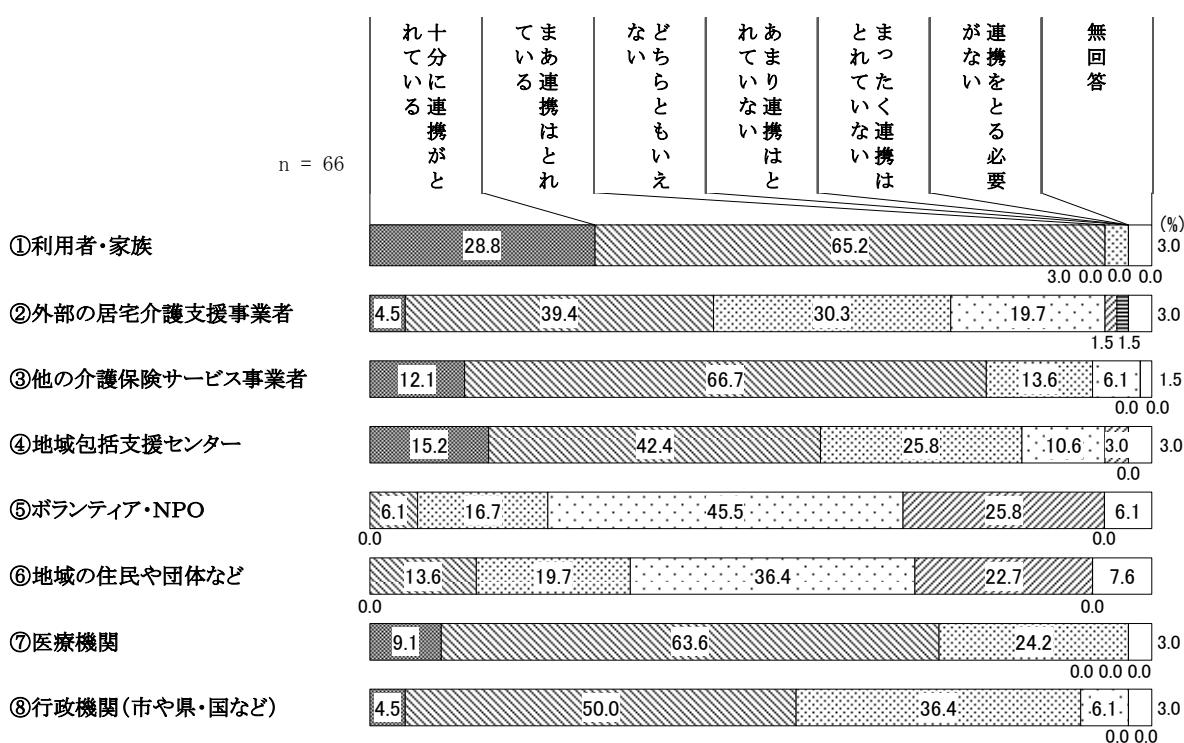 十分に連携がと
れている
まあ連携はとれ
ている
どちらともいえ
ない
あまり連携はと
れていない
まったく連携は
とれていない
連携をとる必要
がない
無回答
n = 66
(%)
①利用者・家族
28.8
65.2
3.0
3.0 0.0 0.0 0.0
②外部の居宅介護支援事業者
4.5
39.4
30.3
19.7
3.0
1.5 1.5
③他の介護保険サービス事業者
12.1
66.7
13.6
6.1
1.5
0.0 0.0
④地域包括支援センター
15.2
42.4
25.8
10.6
3.0
3.0
0.0
⑤ボランティア・NPO
6.1
16.7
45.5
25.8
6.1
0.0
0.0
⑥地域の住民や団体など
13.6
19.7
36.4
22.7
7.6
0.0
0.0
⑦医療機関
9.1
63.6
24.2
3.0
0.0 0.0 0.0
⑧行政機関(市や県・国など)
4.5
50.0
36.4
6.1
3.0
0.0 0.0